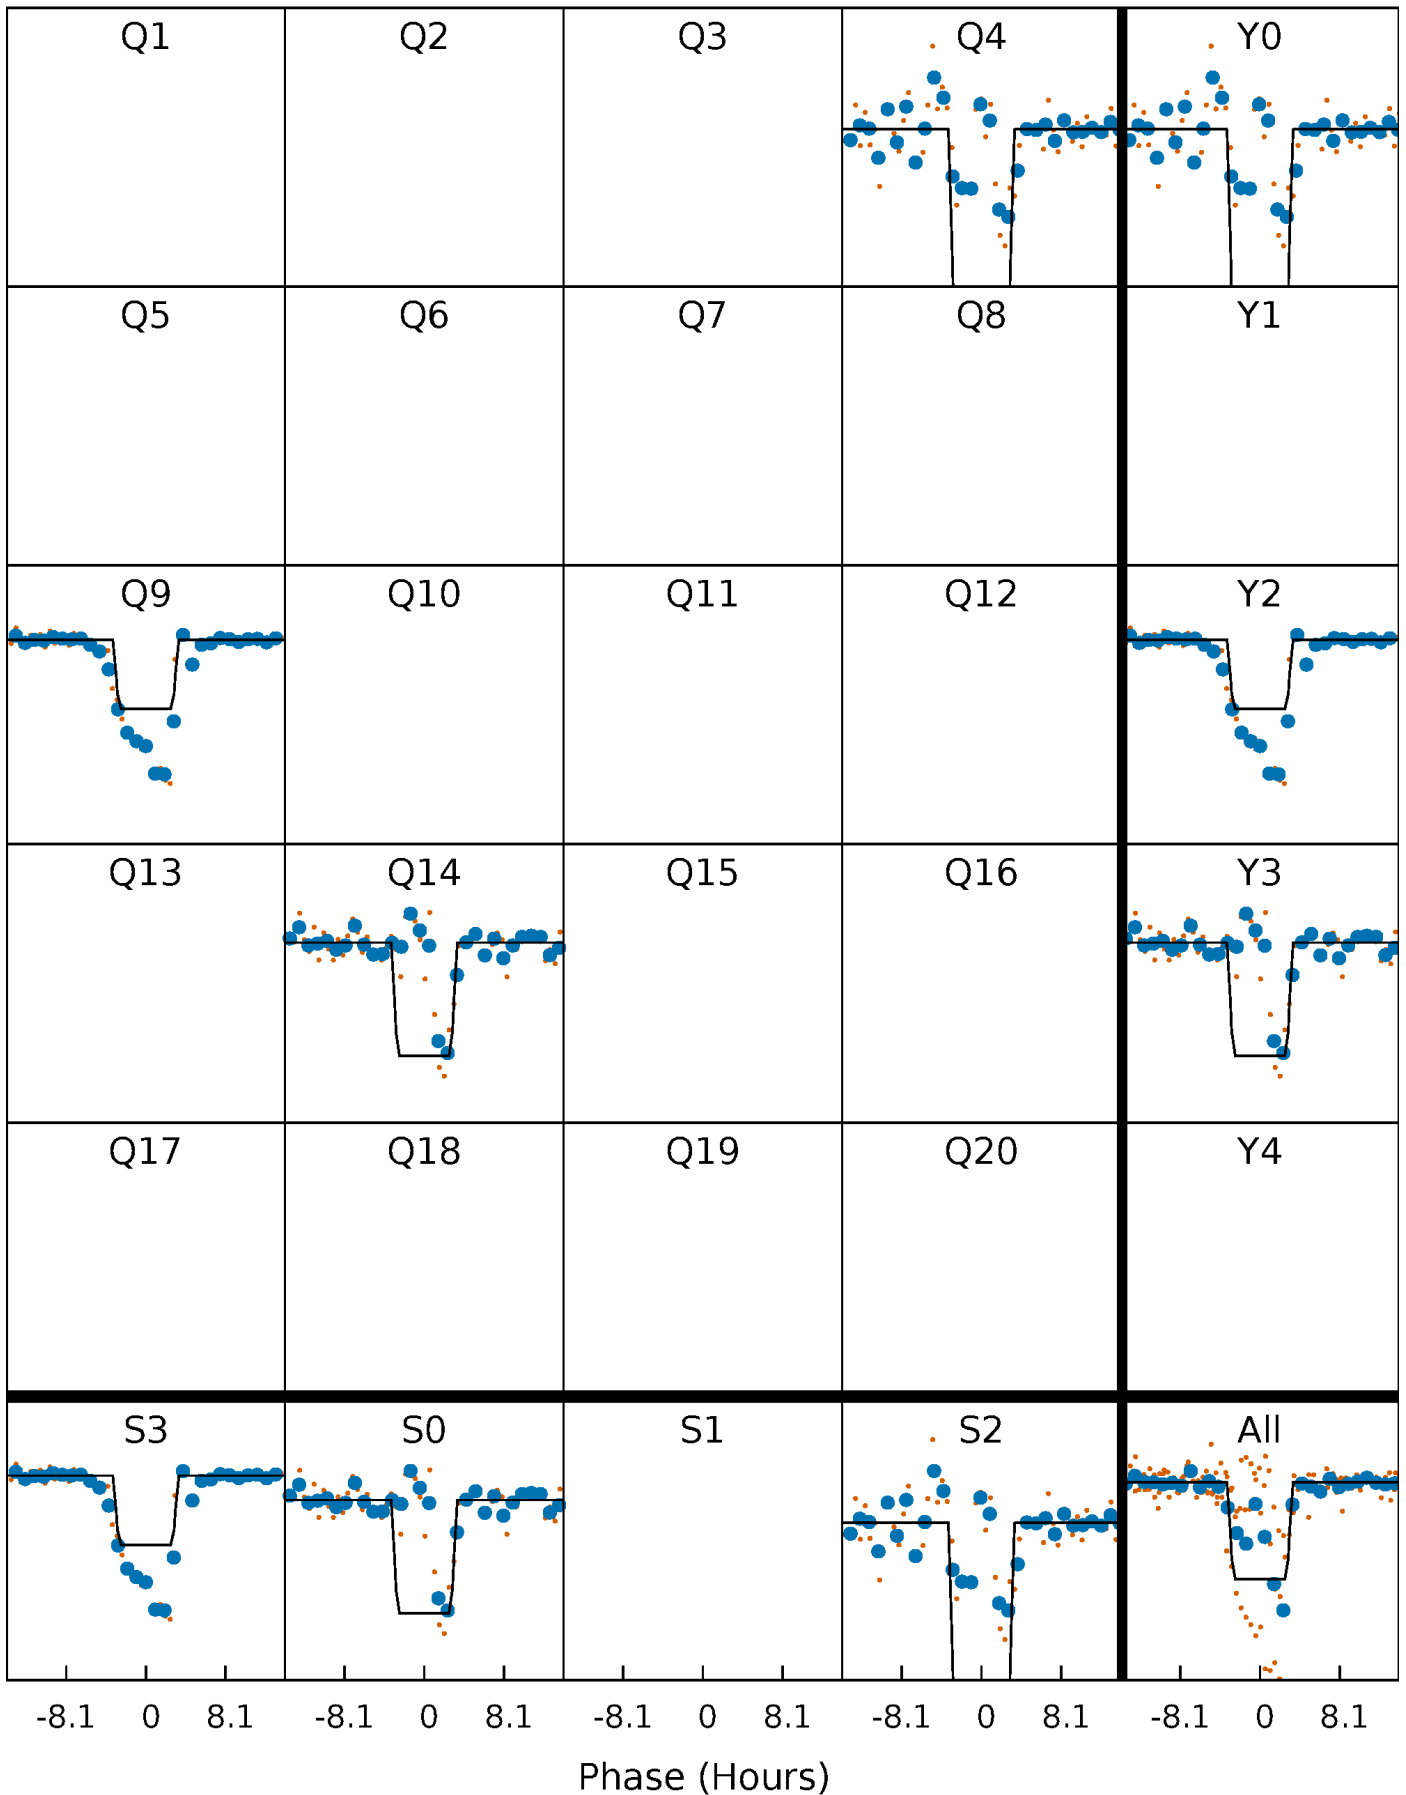 Q1 Q2 Q3 Q4 Y0
Q5 Q6 Q7 Q8 Y1
Q9 Q10 Q11 Q12 Y2
Q13 Q14 Q15 Q16 Y3
Q17 Q18 Q19 Q20 Y4
S3 S0 S1 S2 All
-8.1 0 8.1 -8.1 0 8.1 -8.1 0 8.1 -8.1 0 8.1 -8.1 0 8.1
Phase (Hours)